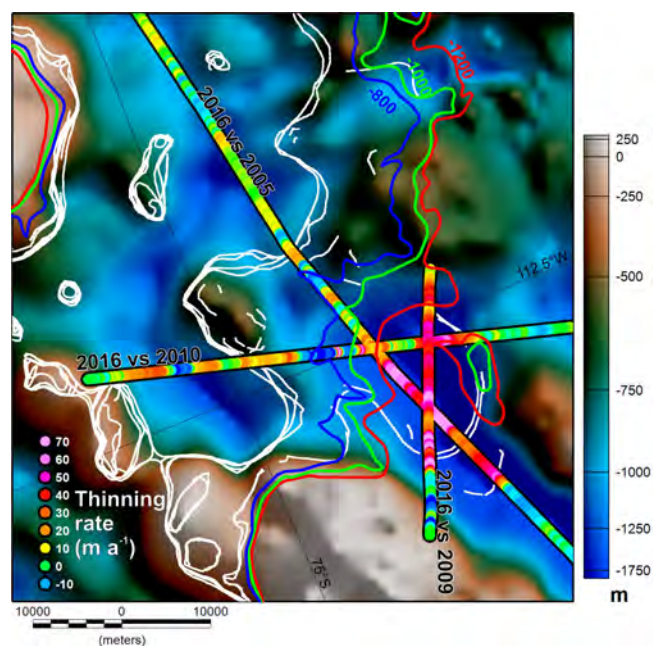 -1200
-1000
-800
2016 vs 2005
112.5°W
2016 vs 2010
2016 vs 2009
75°S
70
60
50
40
30
20
10
0
-10
Thinning
rate
(m a⁻¹)
250
0
-250
-500
-750
-1000
-1250
-1750
m
10000 0 10000
(meters)